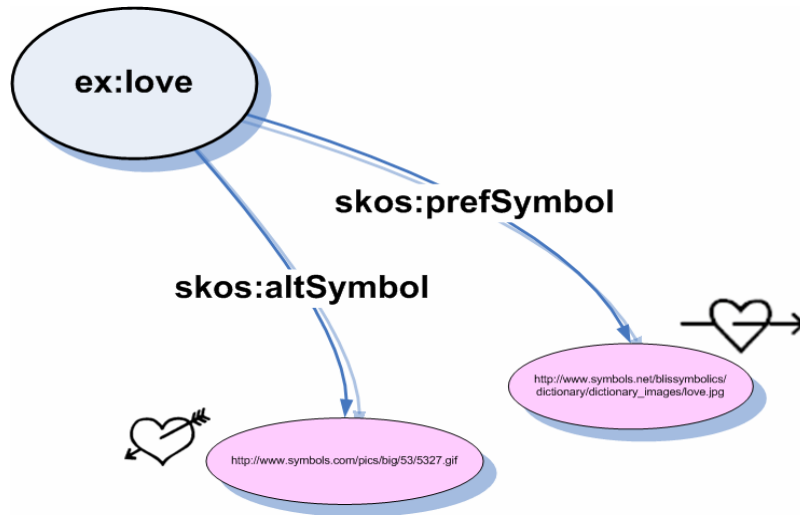 ex:love
skos:prefSymbol
skos:altSymbol
http://www.symbols.net/blissymbolics/
dictionary/dictionary_images/love.jpg
http://www.symbols.com/pics/big/53/5327.gif